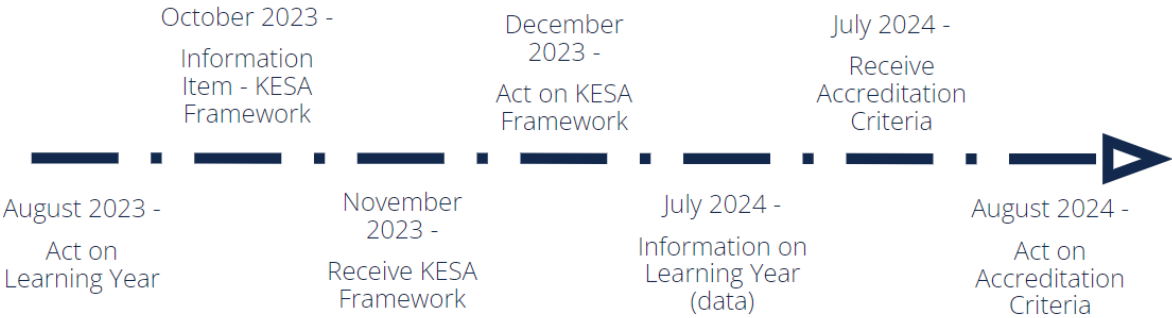 October 2023 -
Information
Item - KESA
Framework
December
2023 -
Act on KESA
Framework
July 2024 -
Receive
Accreditation
Criteria
August 2023 -
Act on
Learning Year
November
2023 -
Receive KESA
Framework
July 2024 -
Information on
Learning Year
(data)
August 2024 -
Act on
Accreditation
Criteria